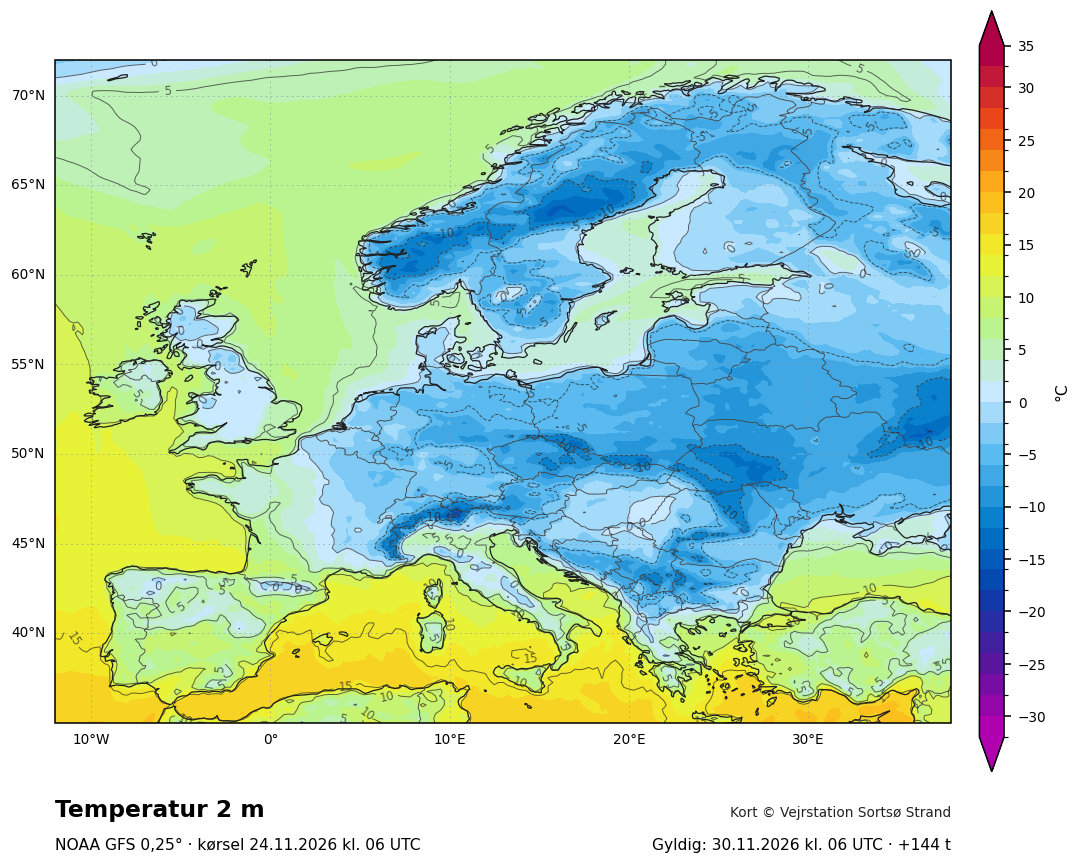 70°N
65°N
60°N
55°N
50°N
45°N
40°N
10°W
0°
10°E
20°E
30°E
35
30
25
20
15
10
5
0
−5
−10
−15
−20
−25
−30
°C
Temperatur 2 m
Kort © Vejrstation Sortsø Strand
NOAA GFS 0,25° · kørsel 24.11.2026 kl. 06 UTC
Gyldig: 30.11.2026 kl. 06 UTC · +144 t